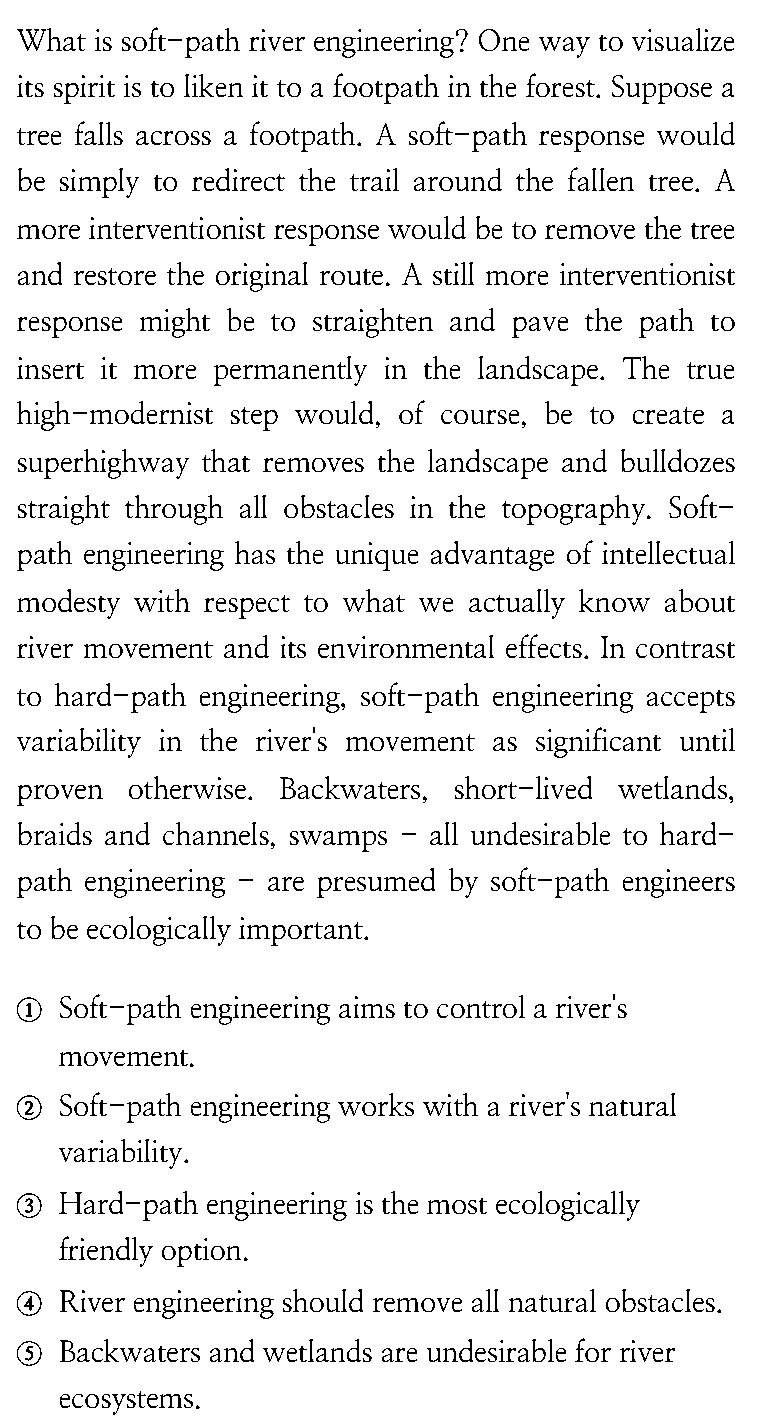 What is soft-path river engineering? One way to visualize
its spirit is to liken it to a footpath in the forest. Suppose a
tree falls across a footpath. A soft-path response would
be simply to redirect the trail around the fallen tree. A
more interventionist response would be to remove the tree
and restore the original route. A still more interventionist
response might be to straighten and pave the path to
insert it more permanently in the landscape. The true
high-modernist step would, of course, be to create a
superhighway that removes the landscape and bulldozes
straight through all obstacles in the topography. Soft-
path engineering has the unique advantage of intellectual
modesty with respect to what we actually know about
river movement and its environmental effects. In contrast
to hard-path engineering, soft-path engineering accepts
variability in the river's movement as significant until
proven otherwise. Backwaters, short-lived wetlands,
braids and channels, swamps - all undesirable to hard-
path engineering - are presumed by soft-path engineers
to be ecologically important.
① Soft-path engineering aims to control a river's
movement.
② Soft-path engineering works with a river's natural
variability.
③ Hard-path engineering is the most ecologically
friendly option.
④ River engineering should remove all natural obstacles.
⑤ Backwaters and wetlands are undesirable for river
ecosystems.